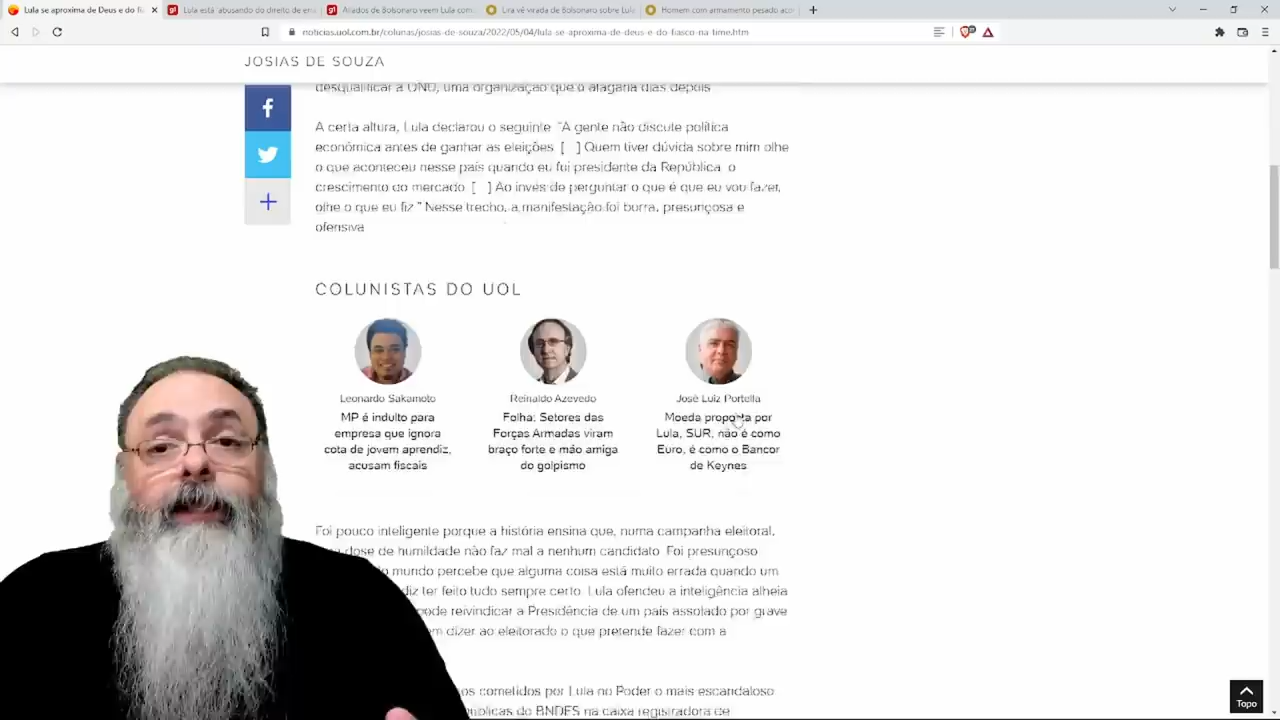 Lula se aproxima de Deus e do fi
Lula está 'abusando do direito de erra
Aliados de Bolsonaro veem Lula com
Lira vê virada de Bolsonaro sobre Lula
Homem com armamento pesado
noticias.uol.com.br/colunas/josias-de-souza/2022/05/04/lula-se-aproxima-de-deus-e-do-fiasco-na-time.htm
JOSIAS DE SOUZA
desqualificar a ONU, uma organização que o afagaria dias depois
A certa altura, Lula declarou o seguinte "A gente não discute política
econômica antes de ganhar as eleições [ ] Quem tiver dúvida sobre mim olhe
o que aconteceu nesse país quando eu fui presidente da República o
crescimento do mercado [ ] Ao invés de perguntar o que é que eu vou fazer,
olhe o que eu fiz " Nesse trecho, a manifestação foi burra, presunçosa e
ofensiva
COLUNISTAS DO UOL
Leonardo Sakamoto
MP é indulto para
empresa que ignora
cota de jovem aprendiz,
acusam fiscais
Reinaldo Azevedo
Folha: Setores das
Forças Armadas viram
braço forte e mão amiga
do golpismo
José Luiz Portella
Moeda proposta por
Lula, SUR, não é como
Euro, é como o Bancor
de Keynes
Foi pouco inteligente porque a história ensina que, numa campanha eleitoral,
dose de humildade não faz mal a nenhum candidato Foi presunçoso
do mundo percebe que alguma coisa está muito errada quando um
diz ter feito tudo sempre certo Lula ofendeu a inteligência alheia
pode reivindicar a Presidência de um país assolado por grave
em dizer ao eleitorado o que pretende fazer com a
os cometidos por Lula no Poder o mais escandaloso
públicas do BNDES na caixa registradora de
Topo